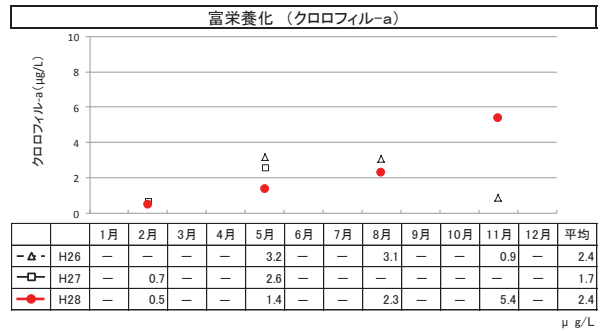 富栄養化 （クロロフィル-a）
クロロフィル-a（μg/L）
10
8
6
4
2
0
1月 2月 3月 4月 5月 6月 7月 8月 9月 10月 11月 12月 平均
H26 — — — — 3.2 — — 3.1 — — 0.9 — 2.4
H27 — 0.7 — — 2.6 — — — — — — — 1.7
H28 — 0.5 — — 1.4 — — 2.3 — — 5.4 — 2.4
μ g/L